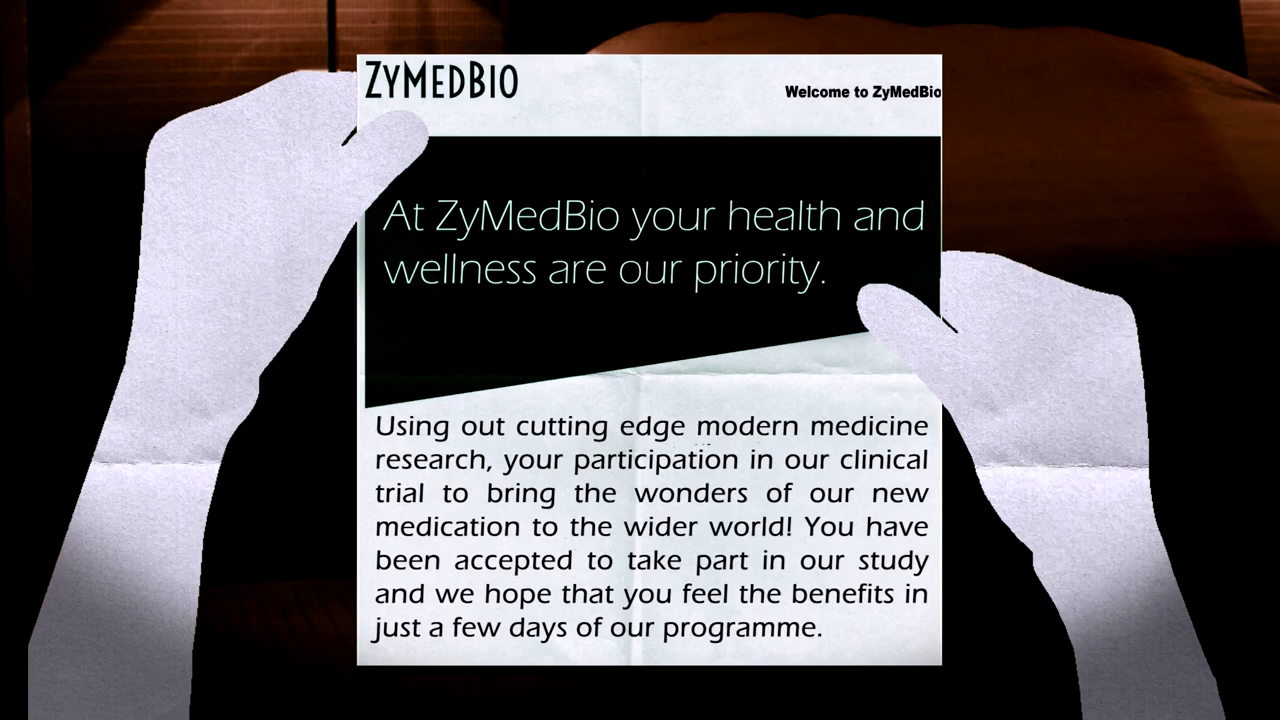 ZYMEDBIO
Welcome to ZyMedBio
At ZyMedBio your health and
wellness are our priority.
Using out cutting edge modern medicine
research, your participation in our clinical
trial to bring the wonders of our new
medication to the wider world! You have
been accepted to take part in our study
and we hope that you feel the benefits in
just a few days of our programme.